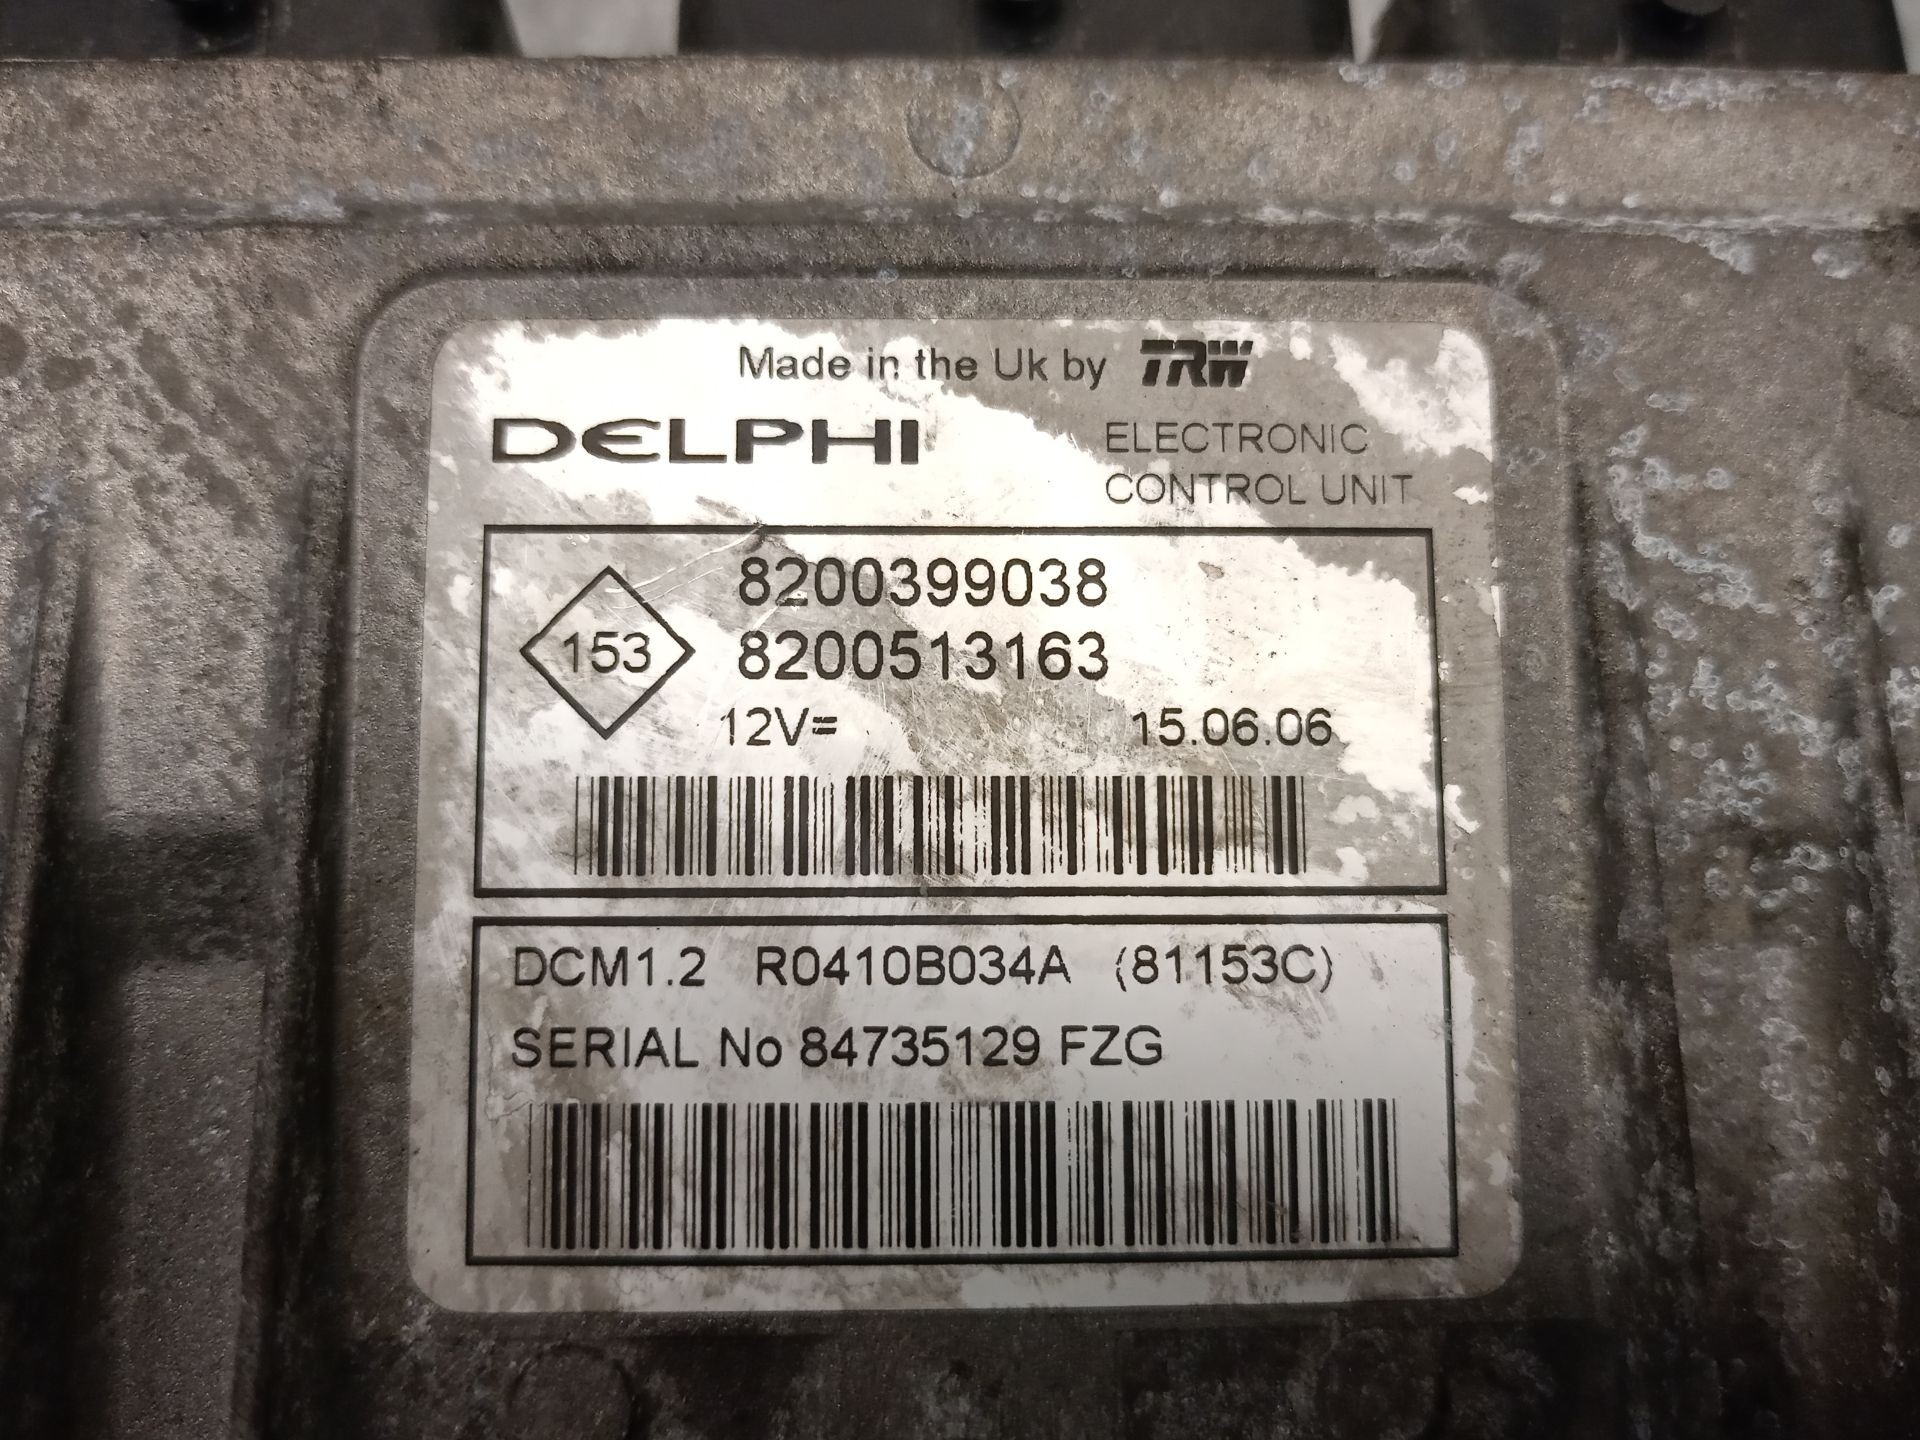 Made in the Uk by TRW
DELPHI
ELECTRONIC
CONTROL UNIT
8200399038
153
8200513163
12V=
15.06.06
DCM1.2 R0410B034A (81153C)
SERIAL No 84735129 FZG